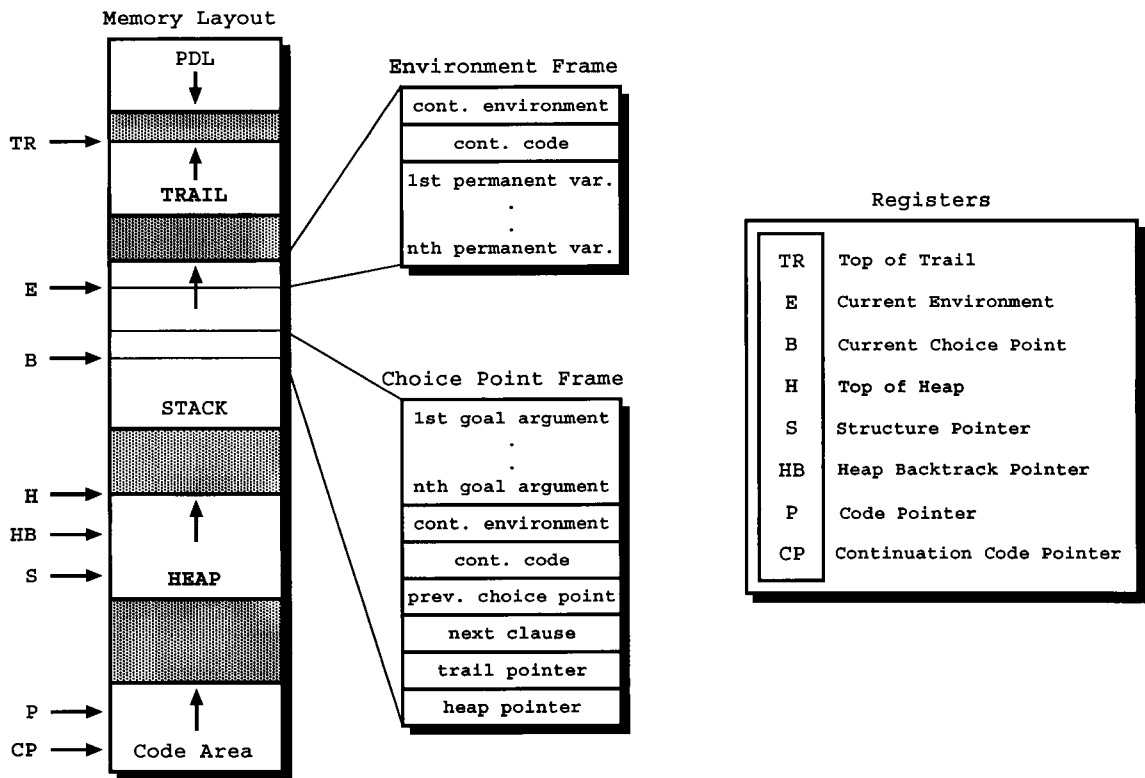 Memory Layout
PDL
TR
TRAIL
E
B
STACK
H
HB
S
HEAP
P
CP
Code Area
Environment Frame
cont. environment
cont. code
1st permanent var.
.
.
nth permanent var.
Choice Point Frame
1st goal argument
.
.
nth goal argument
cont. environment
cont. code
prev. choice point
next clause
trail pointer
heap pointer
Registers
TR Top of Trail
E Current Environment
B Current Choice Point
H Top of Heap
S Structure Pointer
HB Heap Backtrack Pointer
P Code Pointer
CP Continuation Code Pointer